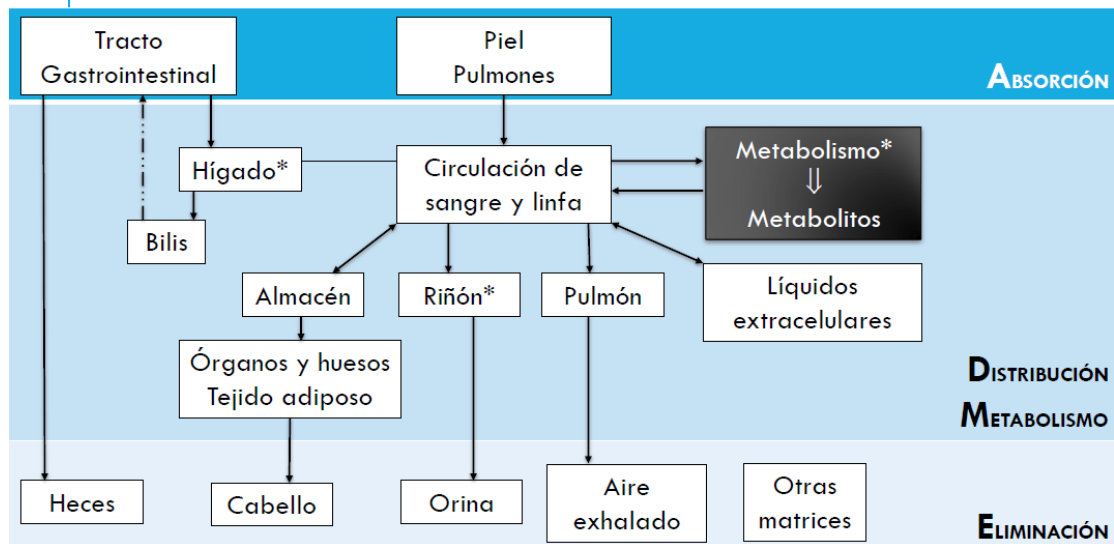 Tracto
Gastrointestinal
Piel
Pulmones
ABSORCIÓN
Hígado*
Circulación de
sangre y linfa
Metabolismo*
⇓
Metabolitos
Bilis
Almacén
Riñón*
Pulmón
Líquidos
extracelulares
Órganos y huesos
Tejido adiposo
DISTRIBUCIÓN
METABOLISMO
Heces
Cabello
Orina
Aire
exhalado
Otras
matrices
ELIMINACIÓN